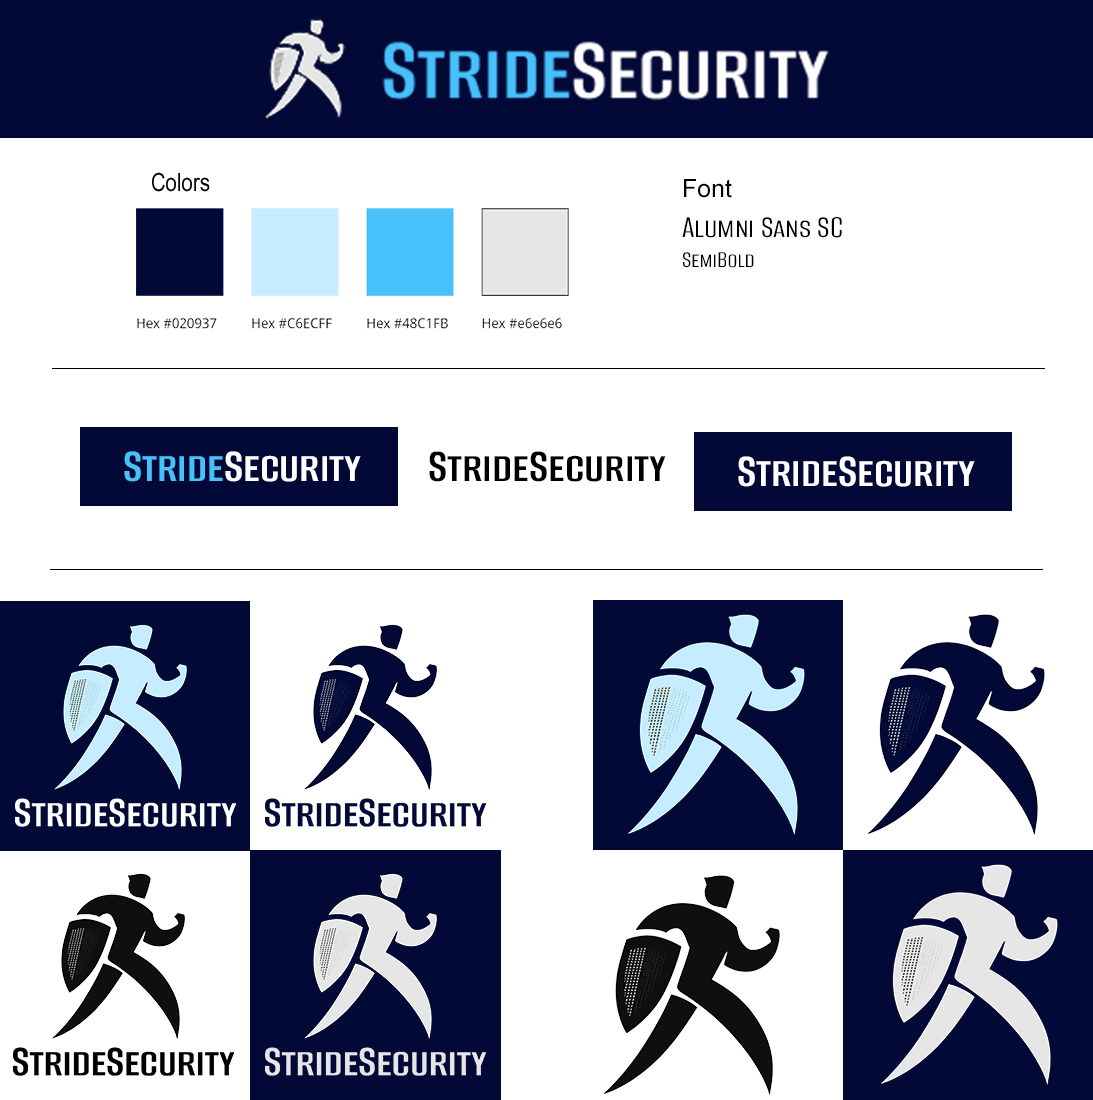 STRIDESECURITY
Colors
Hex #020937
Hex #C6ECFF
Hex #48C1FB
Hex #e6e6e6
Font
ALUMNI SANS SC
SEMIBOLD
STRIDESECURITY
STRIDESECURITY
STRIDESECURITY
STRIDESECURITY
STRIDESECURITY
STRIDESECURITY
STRIDESECURITY